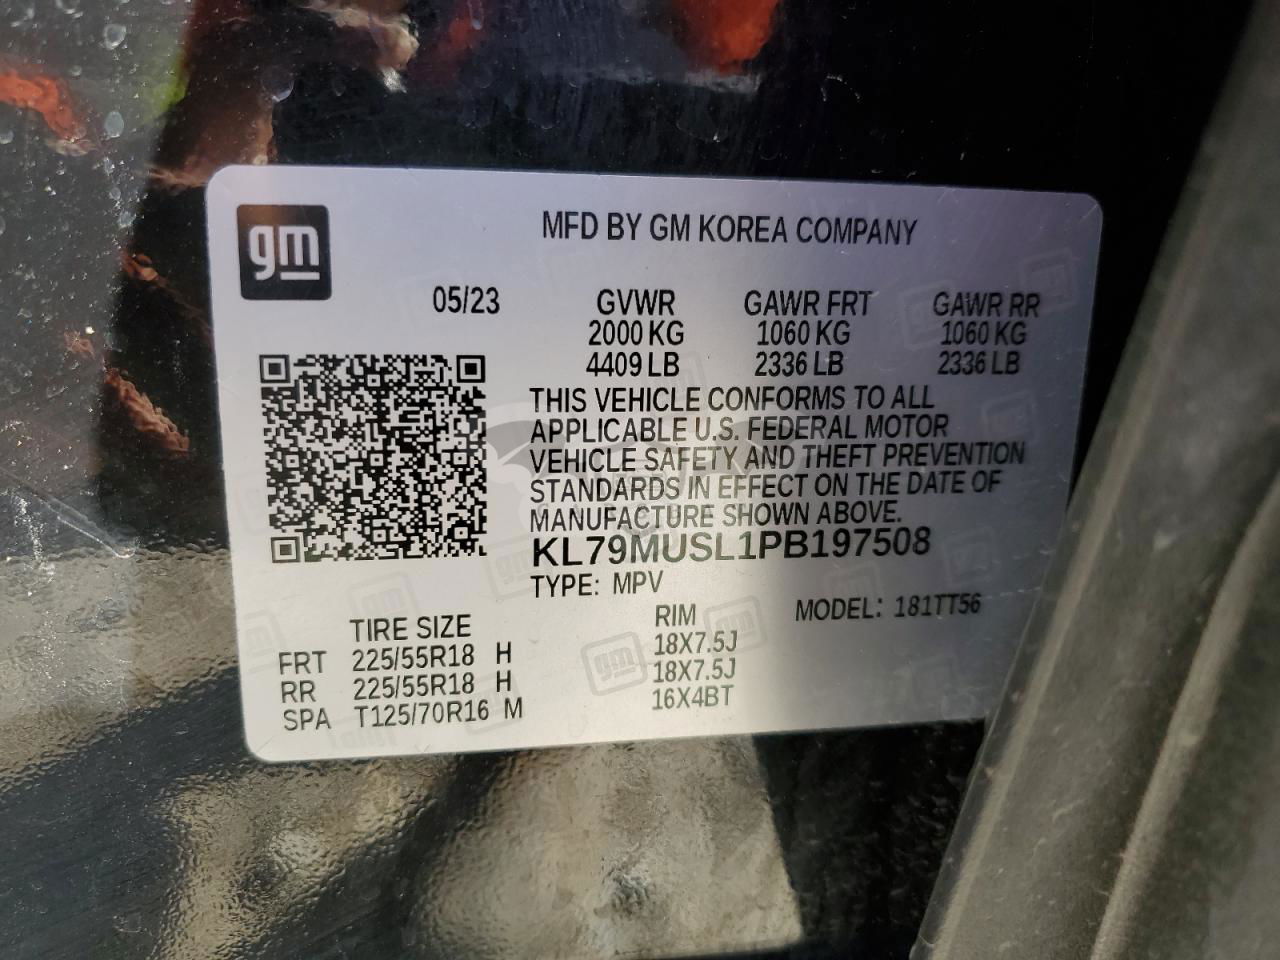 gm
MFD BY GM KOREA COMPANY
05/23 GVWR GAWR FRT GAWR RR
2000 KG 1060 KG 1060 KG
4409 LB 2336 LB 2336 LB
THIS VEHICLE CONFORMS TO ALL
APPLICABLE U.S. FEDERAL MOTOR
VEHICLE SAFETY AND THEFT PREVENTION
STANDARDS IN EFFECT ON THE DATE OF
MANUFACTURE SHOWN ABOVE.
KL79MUSL1PB197508
TYPE: MPV MODEL: 181TT56
TIRE SIZE RIM
FRT 225/55R18 H 18X7.5J
RR 225/55R18 H 18X7.5J
SPA T125/70R16 M 16X4BT